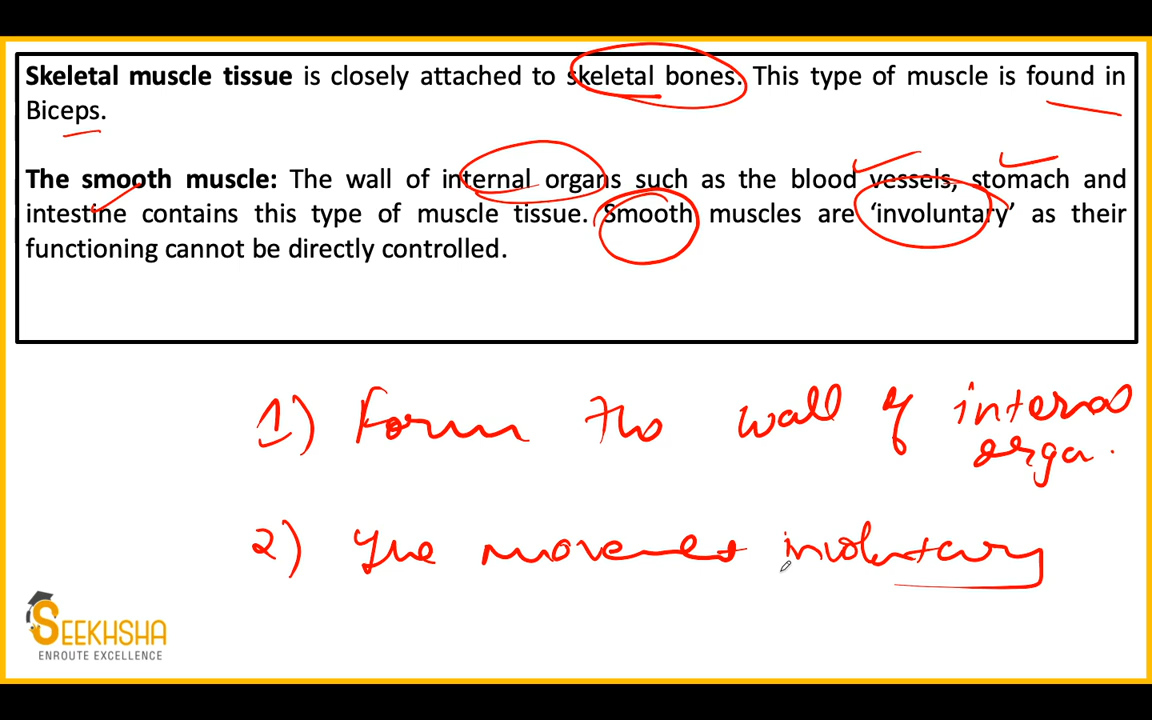 Skeletal muscle tissue is closely attached to skeletal bones. This type of muscle is found in
Biceps.
The smooth muscle: The wall of internal organs such as the blood vessels, stomach and
intestine contains this type of muscle tissue. Smooth muscles are ‘involuntary’ as their
functioning cannot be directly controlled.
1) Form the wall of internal
orga.
2) The movement involuntary
SEEKHSHA
ENROUTE EXCELLENCE